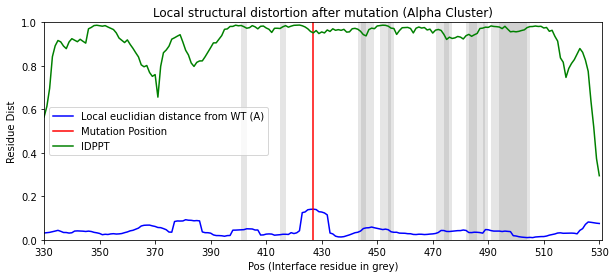 Local structural distortion after mutation (Alpha Cluster)
1.0
0.8
0.6
0.4
0.2
0.0
Residue Dist
Local euclidian distance from WT (A)
Mutation Position
IDPPT
330 350 370 390 410 430 450 470 490 510 530
Pos (Interface residue in grey)